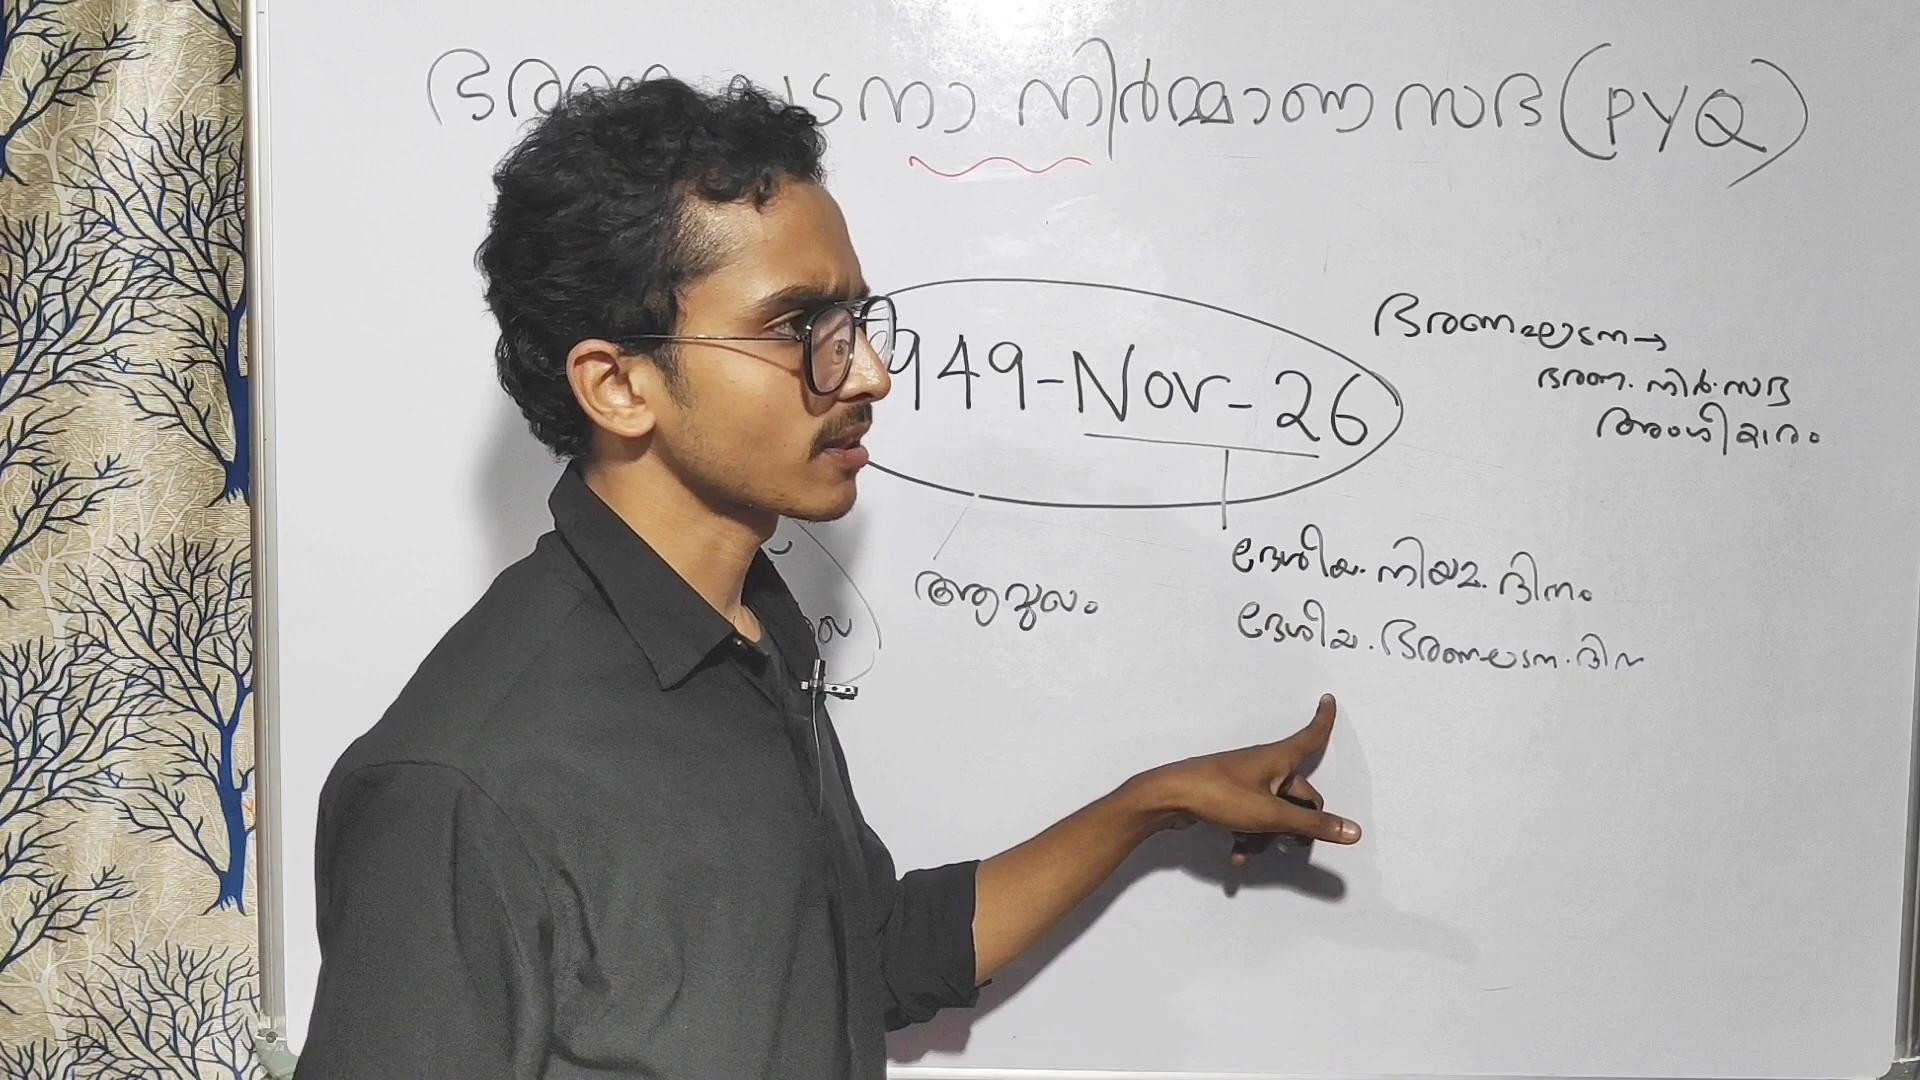 നിർമ്മാണ സഭ (PYQ)
949-Nov-26
ഭരണഘടന→
ഭരണ. നിർ. സഭ
അംഗീകാരം
ആമുഖം
ദേശീയ. നിയമ. ദിനം
ദേശീയ. ഭരണഘടന. ദിന